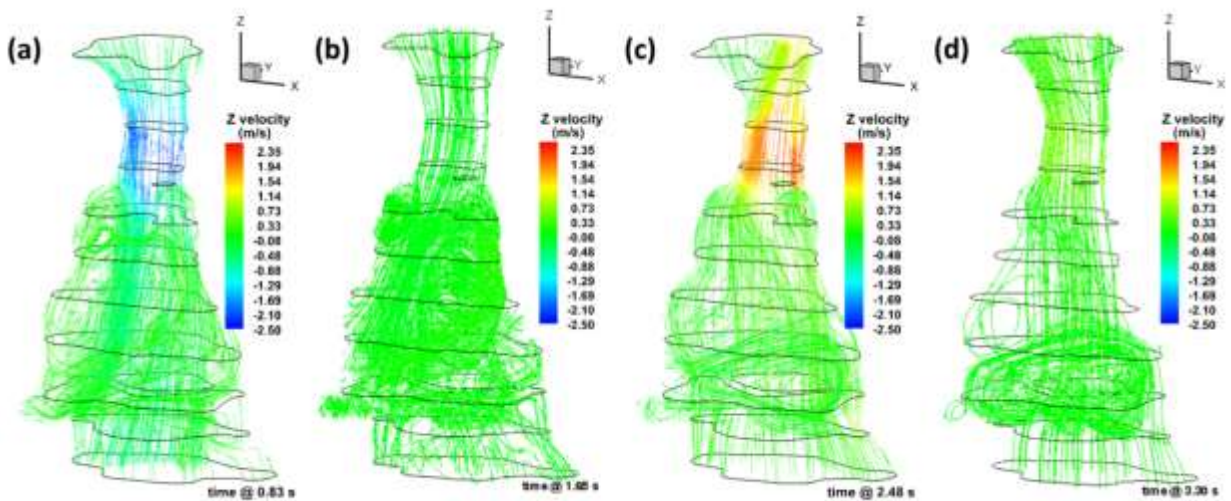 (a)
Z
Y
X
Z velocity
(m/s)
2.35
1.94
1.54
1.14
0.73
0.33
-0.08
-0.48
-0.88
-1.29
-1.69
-2.10
-2.50
time @ 0.83 s
(b)
Z
Y
X
Z velocity
(m/s)
2.35
1.94
1.54
1.14
0.73
0.33
-0.08
-0.48
-0.88
-1.29
-1.69
-2.10
-2.50
time @ s
(c)
Z
Y
X
Z velocity
(m/s)
2.35
1.94
1.54
1.14
0.73
0.33
-0.08
-0.48
-0.88
-1.29
-1.69
-2.10
-2.50
time @ 2.48 s
(d)
Z
Y
X
Z velocity
(m/s)
2.35
1.94
1.54
1.14
0.73
0.33
-0.08
-0.48
-0.88
-1.29
-1.69
-2.10
-2.50
time @ 3.30 s